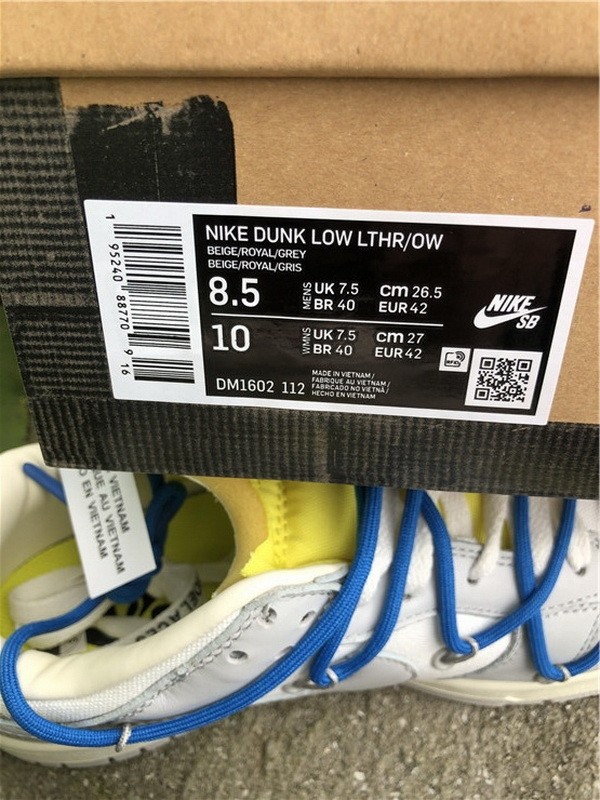 1 95240 88770 9 16
NIKE DUNK LOW LTHR/OW
BEIGE/ROYAL/GREY
BEIGE/ROYAL/GRIS
8.5 MENS UK 7.5 cm 26.5
BR 40 EUR 42
10 WMNS UK 7.5 cm 27
BR 40 EUR 42
DM1602 112
MADE IN VIETNAM /
FABRIQUE AU VIETNAM /
FABRICADO NO VIETNÃ /
HECHO EN VIETNAM
NIKE
SB
VIETNAM
UE AU VIETNAM
O EN VIETNAM